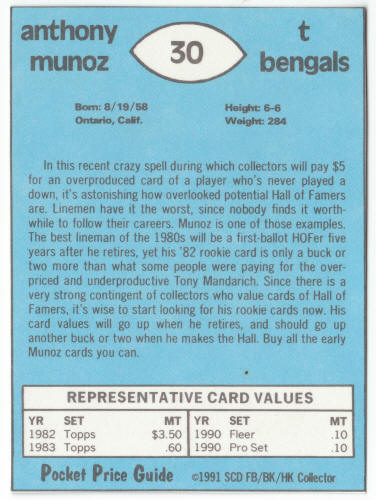 anthony munoz
30
t bengals
Born: 8/19/58
Ontario, Calif.
Height: 6-6
Weight: 284
In this recent crazy spell during which collectors will pay $5
for an overproduced card of a player who's never played a
down, it's astonishing how overlooked potential Hall of Famers
are. Linemen have it the worst, since nobody finds it worth-
while to follow their careers. Munoz is one of those examples.
The best lineman of the 1980s will be a first-ballot HOFer five
years after he retires, yet his '82 rookie card is only a buck or
two more than what some people were paying for the over-
priced and underproductive Tony Mandarich. Since there is a
very strong contingent of collectors who value cards of Hall of
Famers, it's wise to start looking for his rookie cards now. His
card values will go up when he retires, and should go up
another buck or two when he makes the Hall. Buy all the early
Munoz cards you can.
REPRESENTATIVE CARD VALUES
YR SET MT YR SET MT
1982 Topps $3.50 1990 Fleer .10
1983 Topps .60 1990 Pro Set .10
Pocket Price Guide ©1991 SCD FB/BK/HK Collector